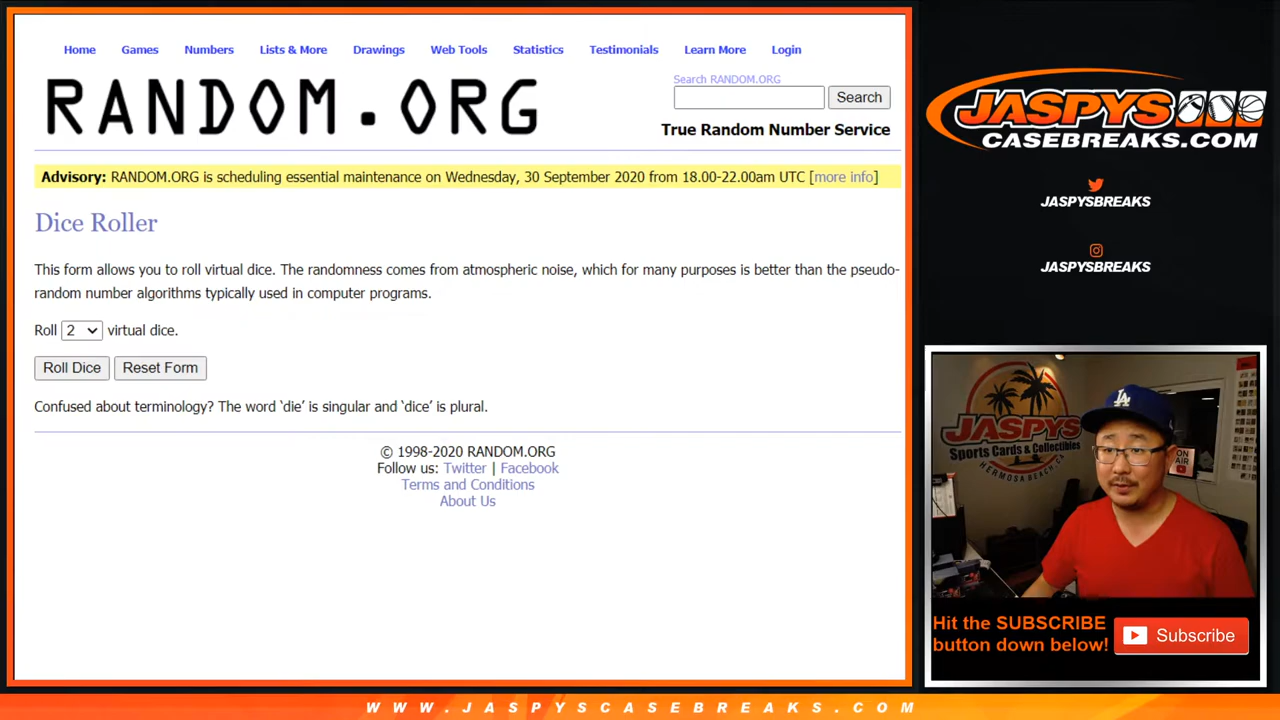 Home Games Numbers Lists & More Drawings Web Tools Statistics Testimonials Learn More Login
RANDOM.ORG
Search RANDOM.ORG
Search
True Random Number Service
Advisory: RANDOM.ORG is scheduling essential maintenance on Wednesday, 30 September 2020 from 18.00-22.00am UTC [more info]
Dice Roller
This form allows you to roll virtual dice. The randomness comes from atmospheric noise, which for many purposes is better than the pseudo-
random number algorithms typically used in computer programs.
Roll 2 virtual dice.
Roll Dice Reset Form
Confused about terminology? The word ‘die’ is singular and ‘dice’ is plural.
© 1998-2020 RANDOM.ORG
Follow us: Twitter | Facebook
Terms and Conditions
About Us
JASPYS
CASEBREAKS.COM
JASPYSBREAKS
JASPYSBREAKS
JASPYS
Sports Cards & Collectibles
HERMOSA BEACH, CA
LA
ON
AIR
Hit the SUBSCRIBE
button down below!
Subscribe
WWW.JASPYSCASEBREAKS.COM